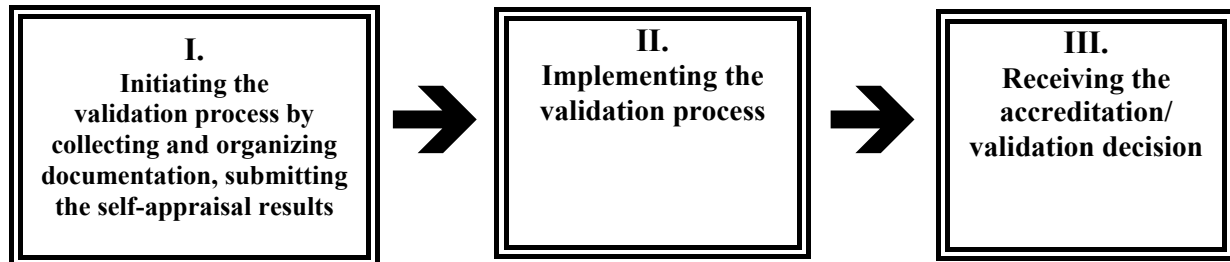 I.
Initiating the
validation process by
collecting and organizing
documentation, submitting
the self-appraisal results
II.
Implementing the
validation process
III.
Receiving the
accreditation/
validation decision